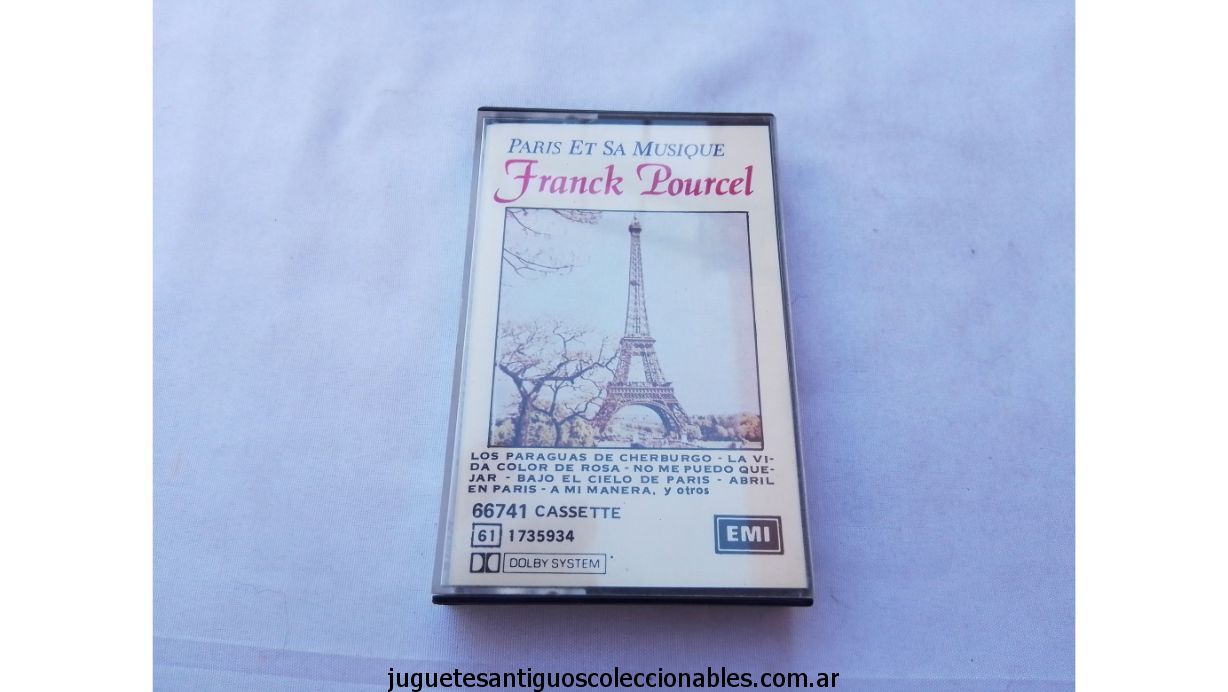 PARIS ET SA MUSIQUE
Franck Pourcel
LOS PARAGUAS DE CHERBURGO - LA VI-
DA COLOR DE ROSA - NO ME PUEDO QUE-
JAR - BAJO EL CIELO DE PARIS - ABRIL
EN PARIS - A MI MANERA, y otros
66741 CASSETTE
61 1735934
EMI
DOLBY SYSTEM
juguetesantiguoscoleccionables.com.ar